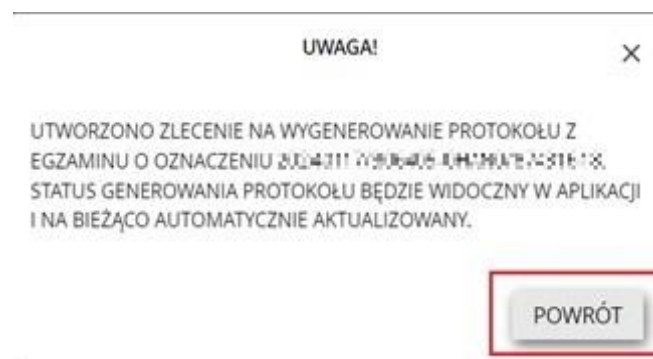 UWAGA!
UTWORZONO ZLECENIE NA WYGENEROWANIE PROTOKOŁU Z
EGZAMINU O OZNACZENIU
STATUS GENEROWANIA PROTOKOŁU BĘDZIE WIDOCZNY W APLIKACJI
I NA BIEŻĄCO AUTOMATYCZNIE AKTUALIZOWANY.
POWRÓT